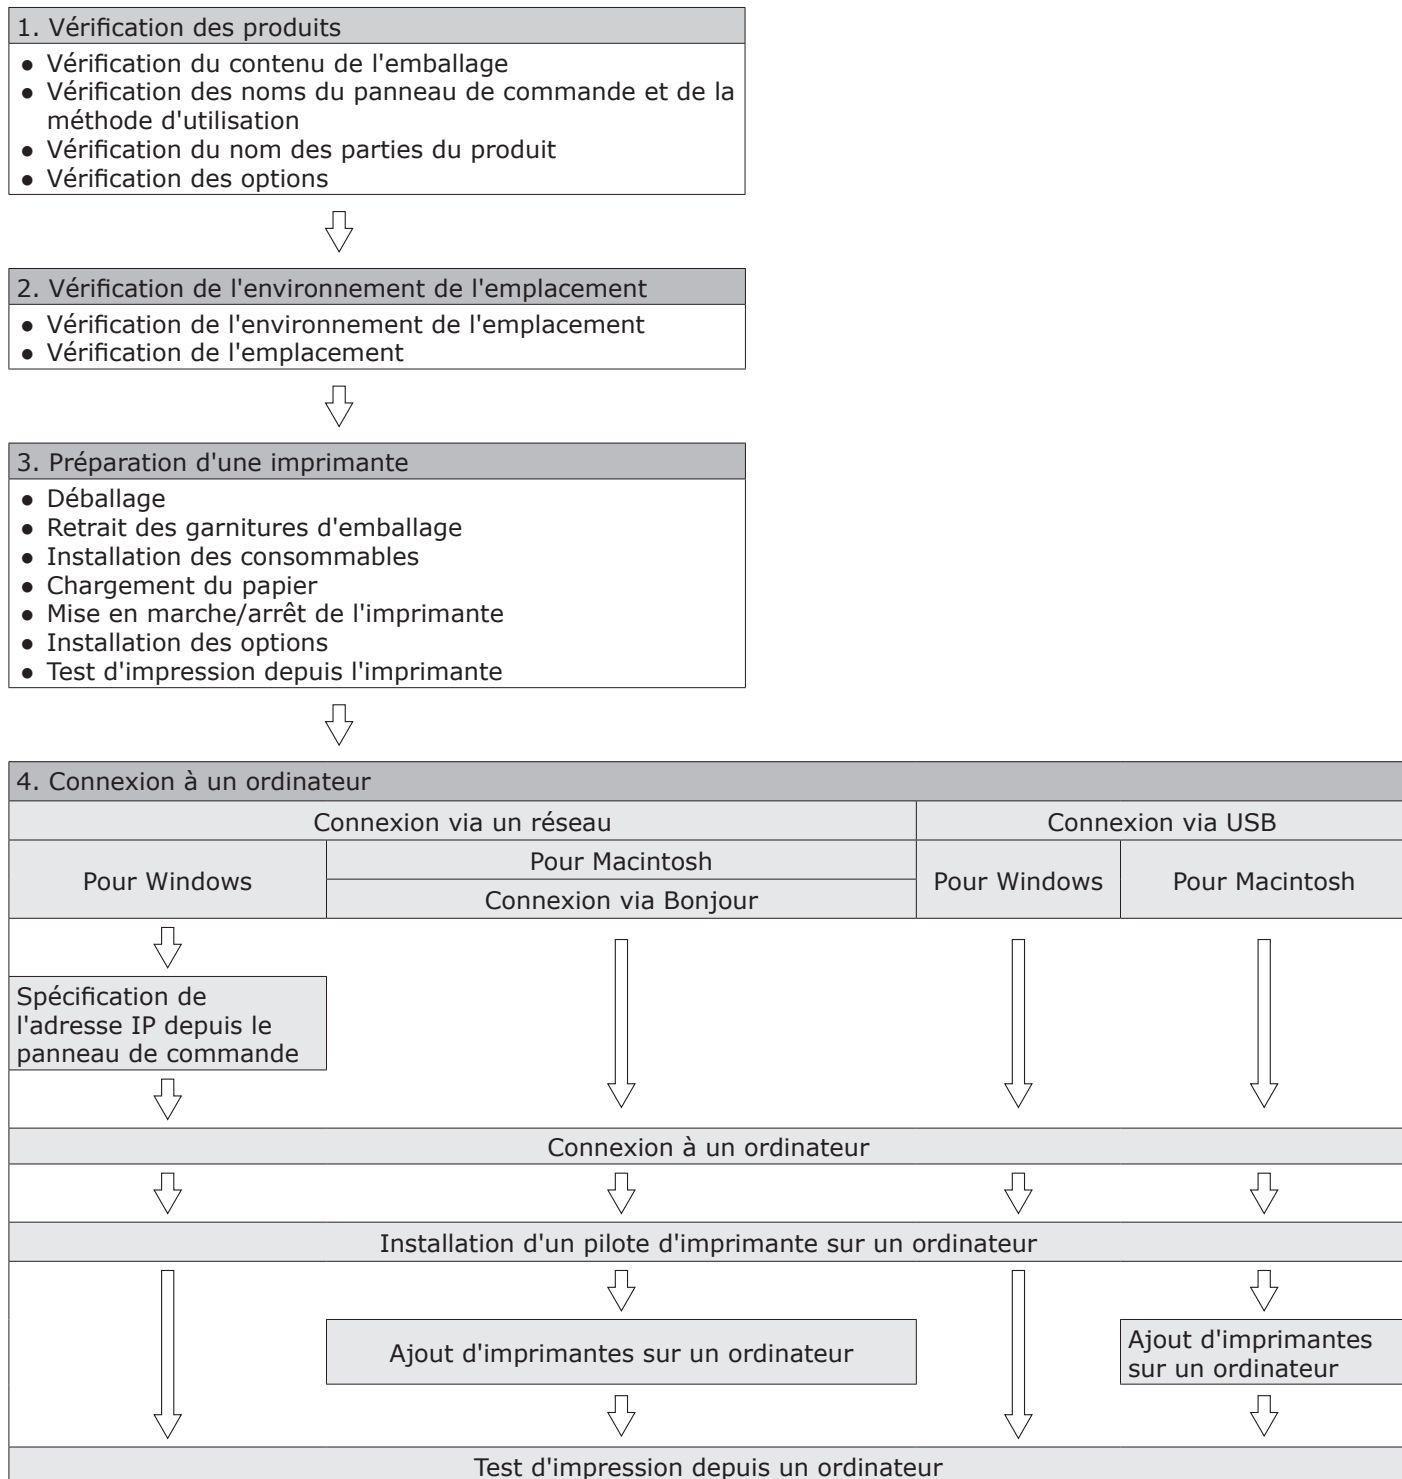 1. Vérification des produits
● Vérification du contenu de l'emballage
● Vérification des noms du panneau de commande et de la
méthode d'utilisation
● Vérification du nom des parties du produit
● Vérification des options
2. Vérification de l'environnement de l'emplacement
● Vérification de l'environnement de l'emplacement
● Vérification de l'emplacement
3. Préparation d'une imprimante
● Déballage
● Retrait des garnitures d'emballage
● Installation des consommables
● Chargement du papier
● Mise en marche/arrêt de l'imprimante
● Installation des options
● Test d'impression depuis l'imprimante
4. Connexion à un ordinateur
Connexion via un réseau
Connexion via USB
Pour Windows
Pour Macintosh
Connexion via Bonjour
Pour Windows
Pour Macintosh
Spécification de
l'adresse IP depuis le
panneau de commande
Connexion à un ordinateur
Installation d'un pilote d'imprimante sur un ordinateur
Ajout d'imprimantes sur un ordinateur
Ajout d'imprimantes
sur un ordinateur
Test d'impression depuis un ordinateur